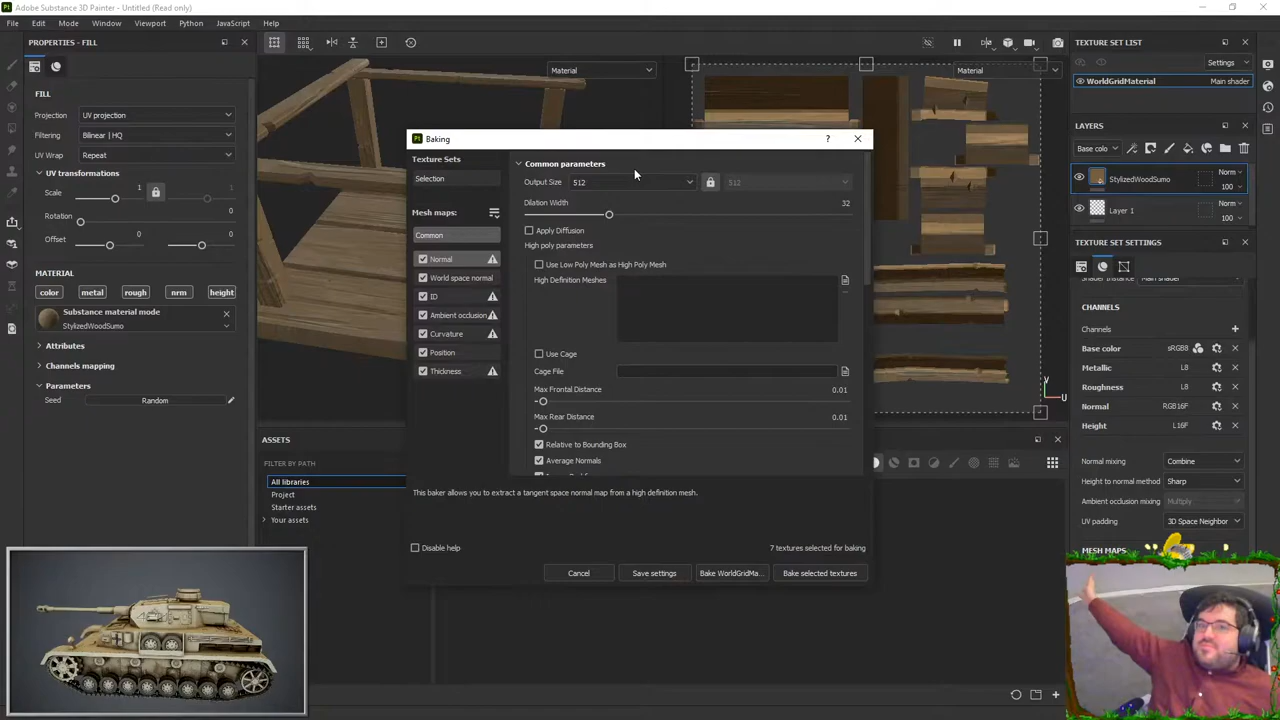 Adobe Substance 3D Painter - Untitled (Read only)
File Edit Mode Window Viewport Python JavaScript Help
PROPERTIES - FILL
FILL
Projection UV projection
Filtering Bilinear | HQ
UV Wrap Repeat
UV transformations
Scale 1 1
Rotation 0
Offset 0 0
MATERIAL
color metal rough nrm height
Substance material mode
StylizedWoodSumo
Attributes
Channels mapping
Parameters
Seed Random
Material
Material
Baking
Texture Sets
Selection
Mesh maps:
Common
Normal
World space normal
ID
Ambient occlusion
Curvature
Position
Thickness
Common parameters
Output Size 512 512
Dilation Width 32
Apply Diffusion
High poly parameters
Use Low Poly Mesh as High Poly Mesh
High Definition Meshes
Use Cage
Cage File
Max Frontal Distance 0.01
Max Rear Distance 0.01
Relative to Bounding Box
Average Normals
This baker allows you to extract a tangent space normal map from a high definition mesh.
Disable help
7 textures selected for baking
Cancel Save settings Bake WorldGridMa... Bake selected textures
ASSETS
FILTER BY PATH
All libraries
Project
Starter assets
Your assets
V
U
TEXTURE SET LIST
Settings
WorldGridMaterial Main shader
LAYERS
Base colo
StylizedWoodSumo Norm 100
Layer 1 Norm 100
TEXTURE SET SETTINGS
Shader Instance Main shader
CHANNELS
Channels
Base color sRGB8
Metallic L8
Roughness L8
Normal RGB16F
Height L16F
Normal mixing Combine
Height to normal method Sharp
Ambient occlusion mixing Multiply
UV padding 3D Space Neighbor
MESH MAPS